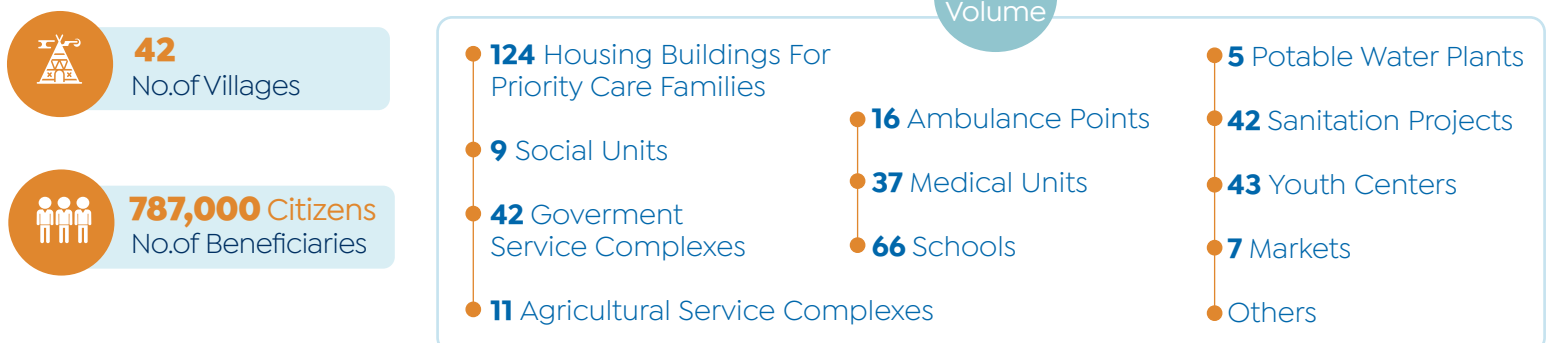 42
No.of Villages
787,000 Citizens
No.of Beneficiaries
Volume
124 Housing Buildings For
Priority Care Families
9 Social Units
42 Goverment
Service Complexes
11 Agricultural Service Complexes
16 Ambulance Points
37 Medical Units
66 Schools
5 Potable Water Plants
42 Sanitation Projects
43 Youth Centers
7 Markets
Others